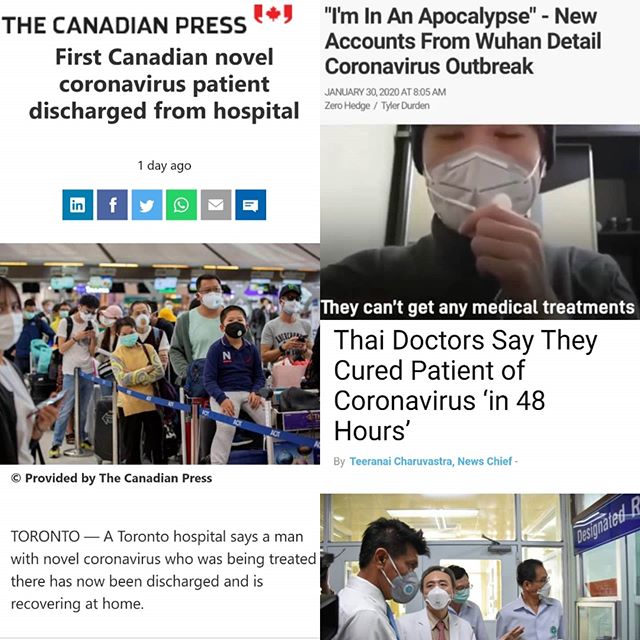 THE CANADIAN PRESS
First Canadian novel
coronavirus patient
discharged from hospital
1 day ago
in f
© Provided by The Canadian Press
TORONTO — A Toronto hospital says a man
with novel coronavirus who was being treated
there has now been discharged and is
recovering at home.
"I'm In An Apocalypse" - New
Accounts From Wuhan Detail
Coronavirus Outbreak
JANUARY 30, 2020 AT 8:05 AM
Zero Hedge / Tyler Durden
They can't get any medical treatments
Thai Doctors Say They
Cured Patient of
Coronavirus ‘in 48
Hours’
By Teeranai Charuvastra, News Chief -
Designated R